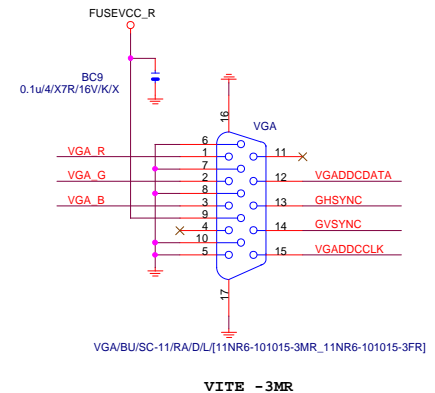 FUSEVCC_R
BC9
0.1u/4/X7R/16V/K/X
16
VGA
6
VGA_R 1 11
7
VGA_G 2 12 VGADDCDATA
8
VGA_B 3 13 GHSYNC
9
4 14 GVSYNC
10
5 15 VGADDCCLK
17
VGA/BU/SC-11/RA/D/L/[11NR6-101015-3MR_11NR6-101015-3FR]
VITE -3MR